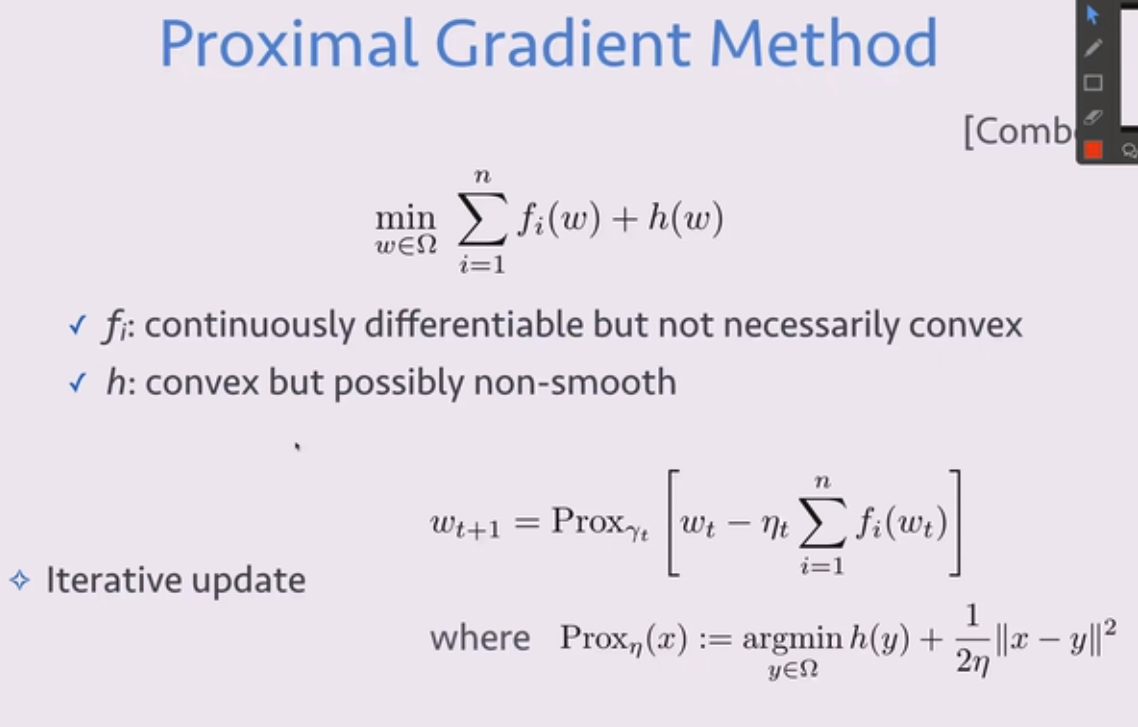 Proximal Gradient Method
[Comb
\min_{w \in \Omega} \sum_{i=1}^{n} f_i(w) + h(w)
✓ f_i: continuously differentiable but not necessarily convex
✓ h: convex but possibly non-smooth
w_{t+1} = \mathrm{Prox}_{\gamma_t} \left[ w_t - \eta_t \sum_{i=1}^{n} f_i(w_t) \right]
✧ Iterative update
where \mathrm{Prox}_{\eta}(x) := \operatorname{argmin}_{y \in \Omega} h(y) + \frac{1}{2\eta} \|x - y\|^2